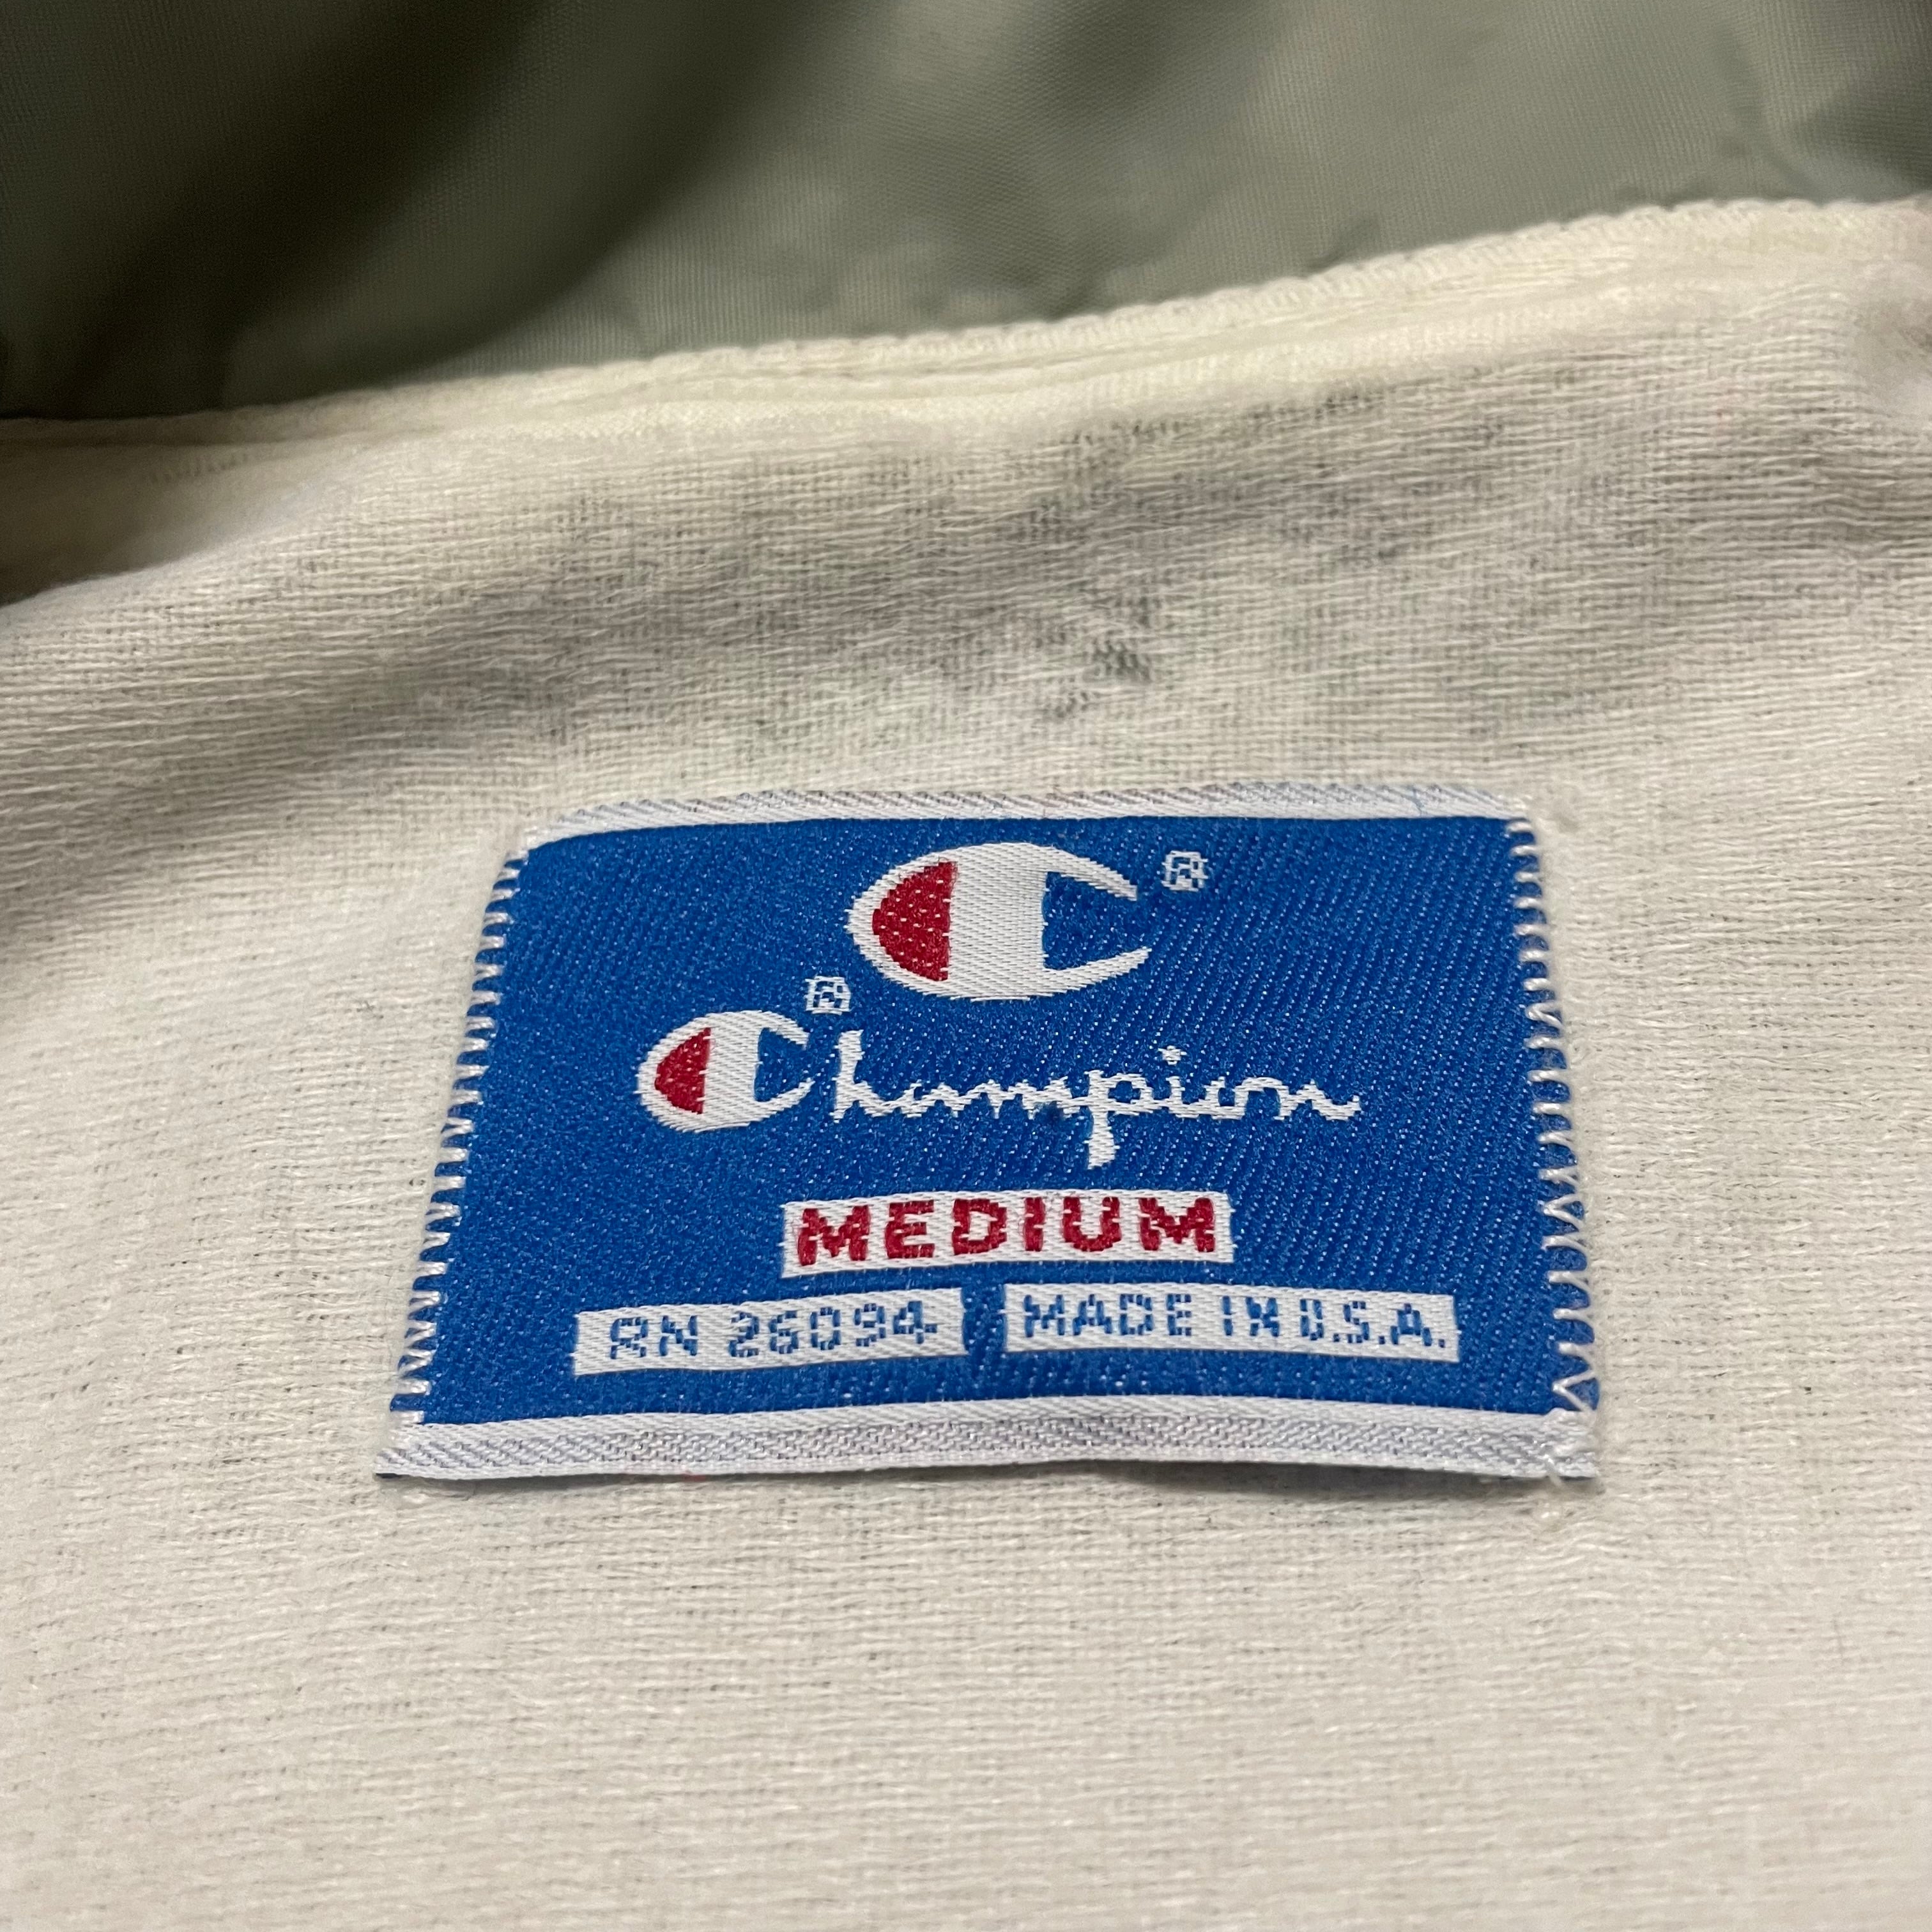 C®
Champion®
MEDIUM
RN 26094 MADE IN U.S.A.